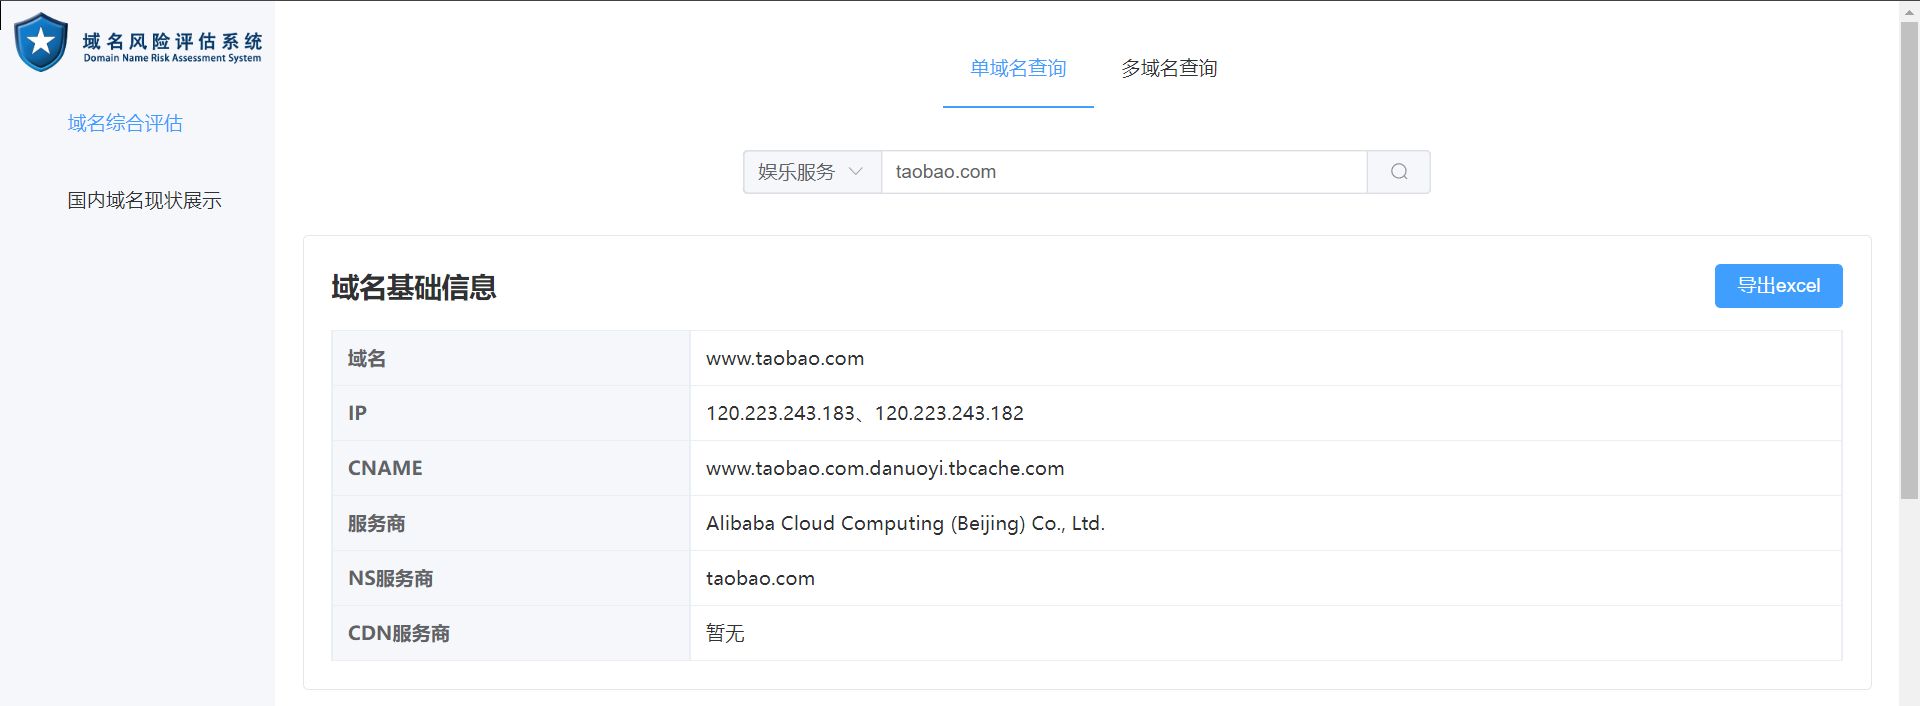 域名风险评估系统
Domain Name Risk Assessment System
域名综合评估
国内域名现状展示
单域名查询 多域名查询
娱乐服务 taobao.com
域名基础信息 导出excel
域名 www.taobao.com
IP 120.223.243.183、120.223.243.182
CNAME www.taobao.com.danuoyi.tbcache.com
服务商 Alibaba Cloud Computing (Beijing) Co., Ltd.
NS服务商 taobao.com
CDN服务商 暂无